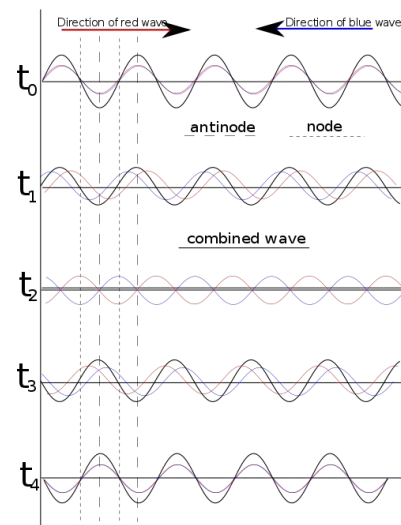 Direction of red wave
Direction of blue wave
t0
antinode
node
t1
combined wave
t2
t3
t4